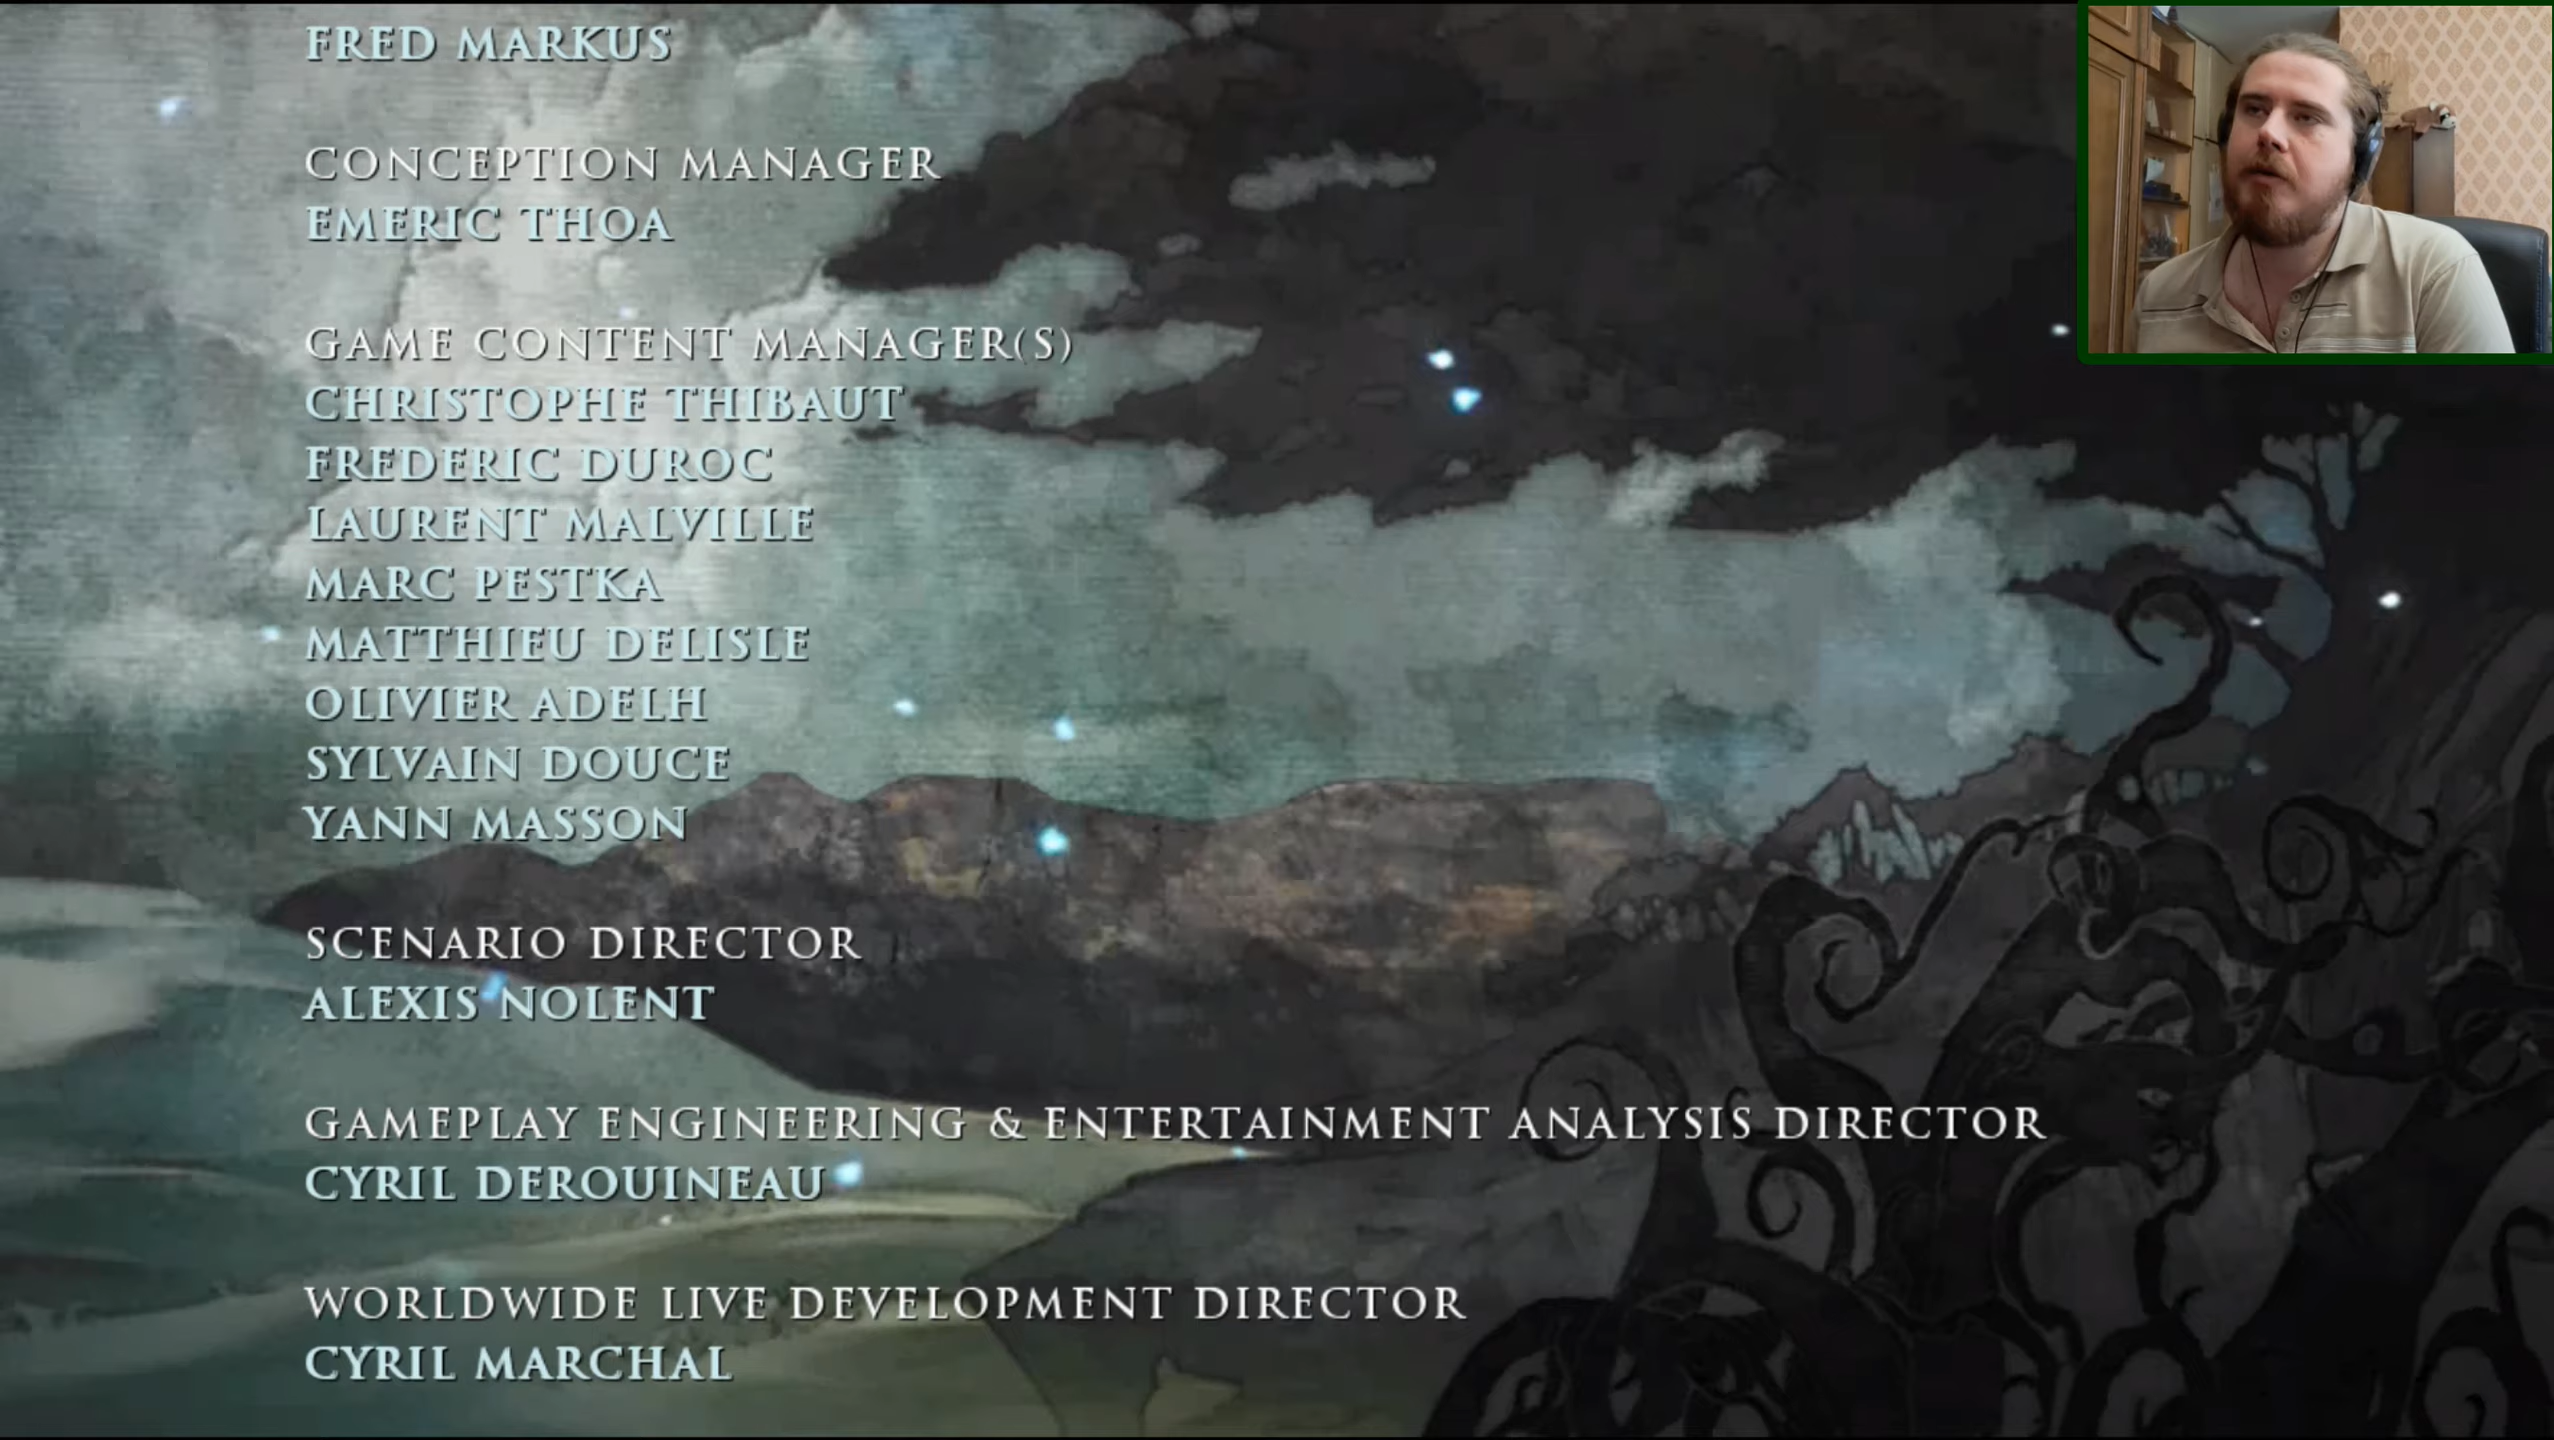 FRED MARKUS
CONCEPTION MANAGER
EMERIC THOA
GAME CONTENT MANAGER(S)
CHRISTOPHE THIBAUT
FREDERIC DUROC
LAURENT MALVILLE
MARC PESTKA
MATTHIEU DELISLE
OLIVIER ADELH
SYLVAIN DOUCE
YANN MASSON
SCENARIO DIRECTOR
ALEXIS NOLENT
GAMEPLAY ENGINEERING & ENTERTAINMENT ANALYSIS DIRECTOR
CYRIL DEROUINEAU
WORLDWIDE LIVE DEVELOPMENT DIRECTOR
CYRIL MARCHAL